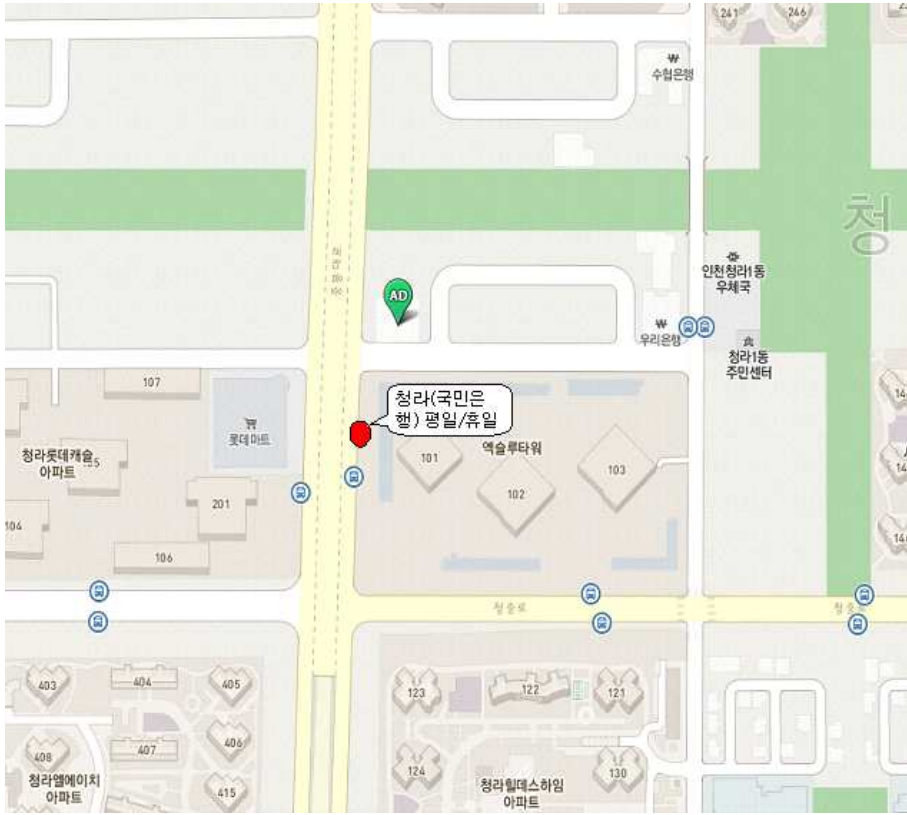 241
246
₩
수협은행
청
중봉대로
인천청라1동
우체국
AD
₩
우리은행
청라1동
주민센터
107
청라(국민은
행) 평일/휴일
롯데마트
엑슬루타워
청라롯데캐슬
아파트
101
103
102
201
104
106
청중로
403
404
405
123
122
121
408
407
406
청라엘에이치
아파트
415
124
청라힐데스하임
아파트
130